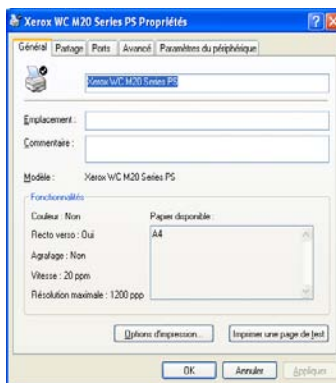 Xerox WC M20 Series PS Propriétés
Général Partage Ports Avancé Paramètres du périphérique
Xerox WC M20 Series PS
Emplacement :
Commentaire :
Modèle : Xerox WC M20 Series PS
Fonctionnalités
Couleur : Non Papier disponible :
Recto verso : Oui A4
Agrafage : Non
Vitesse : 20 ppm
Résolution maximale : 1200 ppp
Options d'impression... Imprimer une page de test
OK Annuler Appliquer